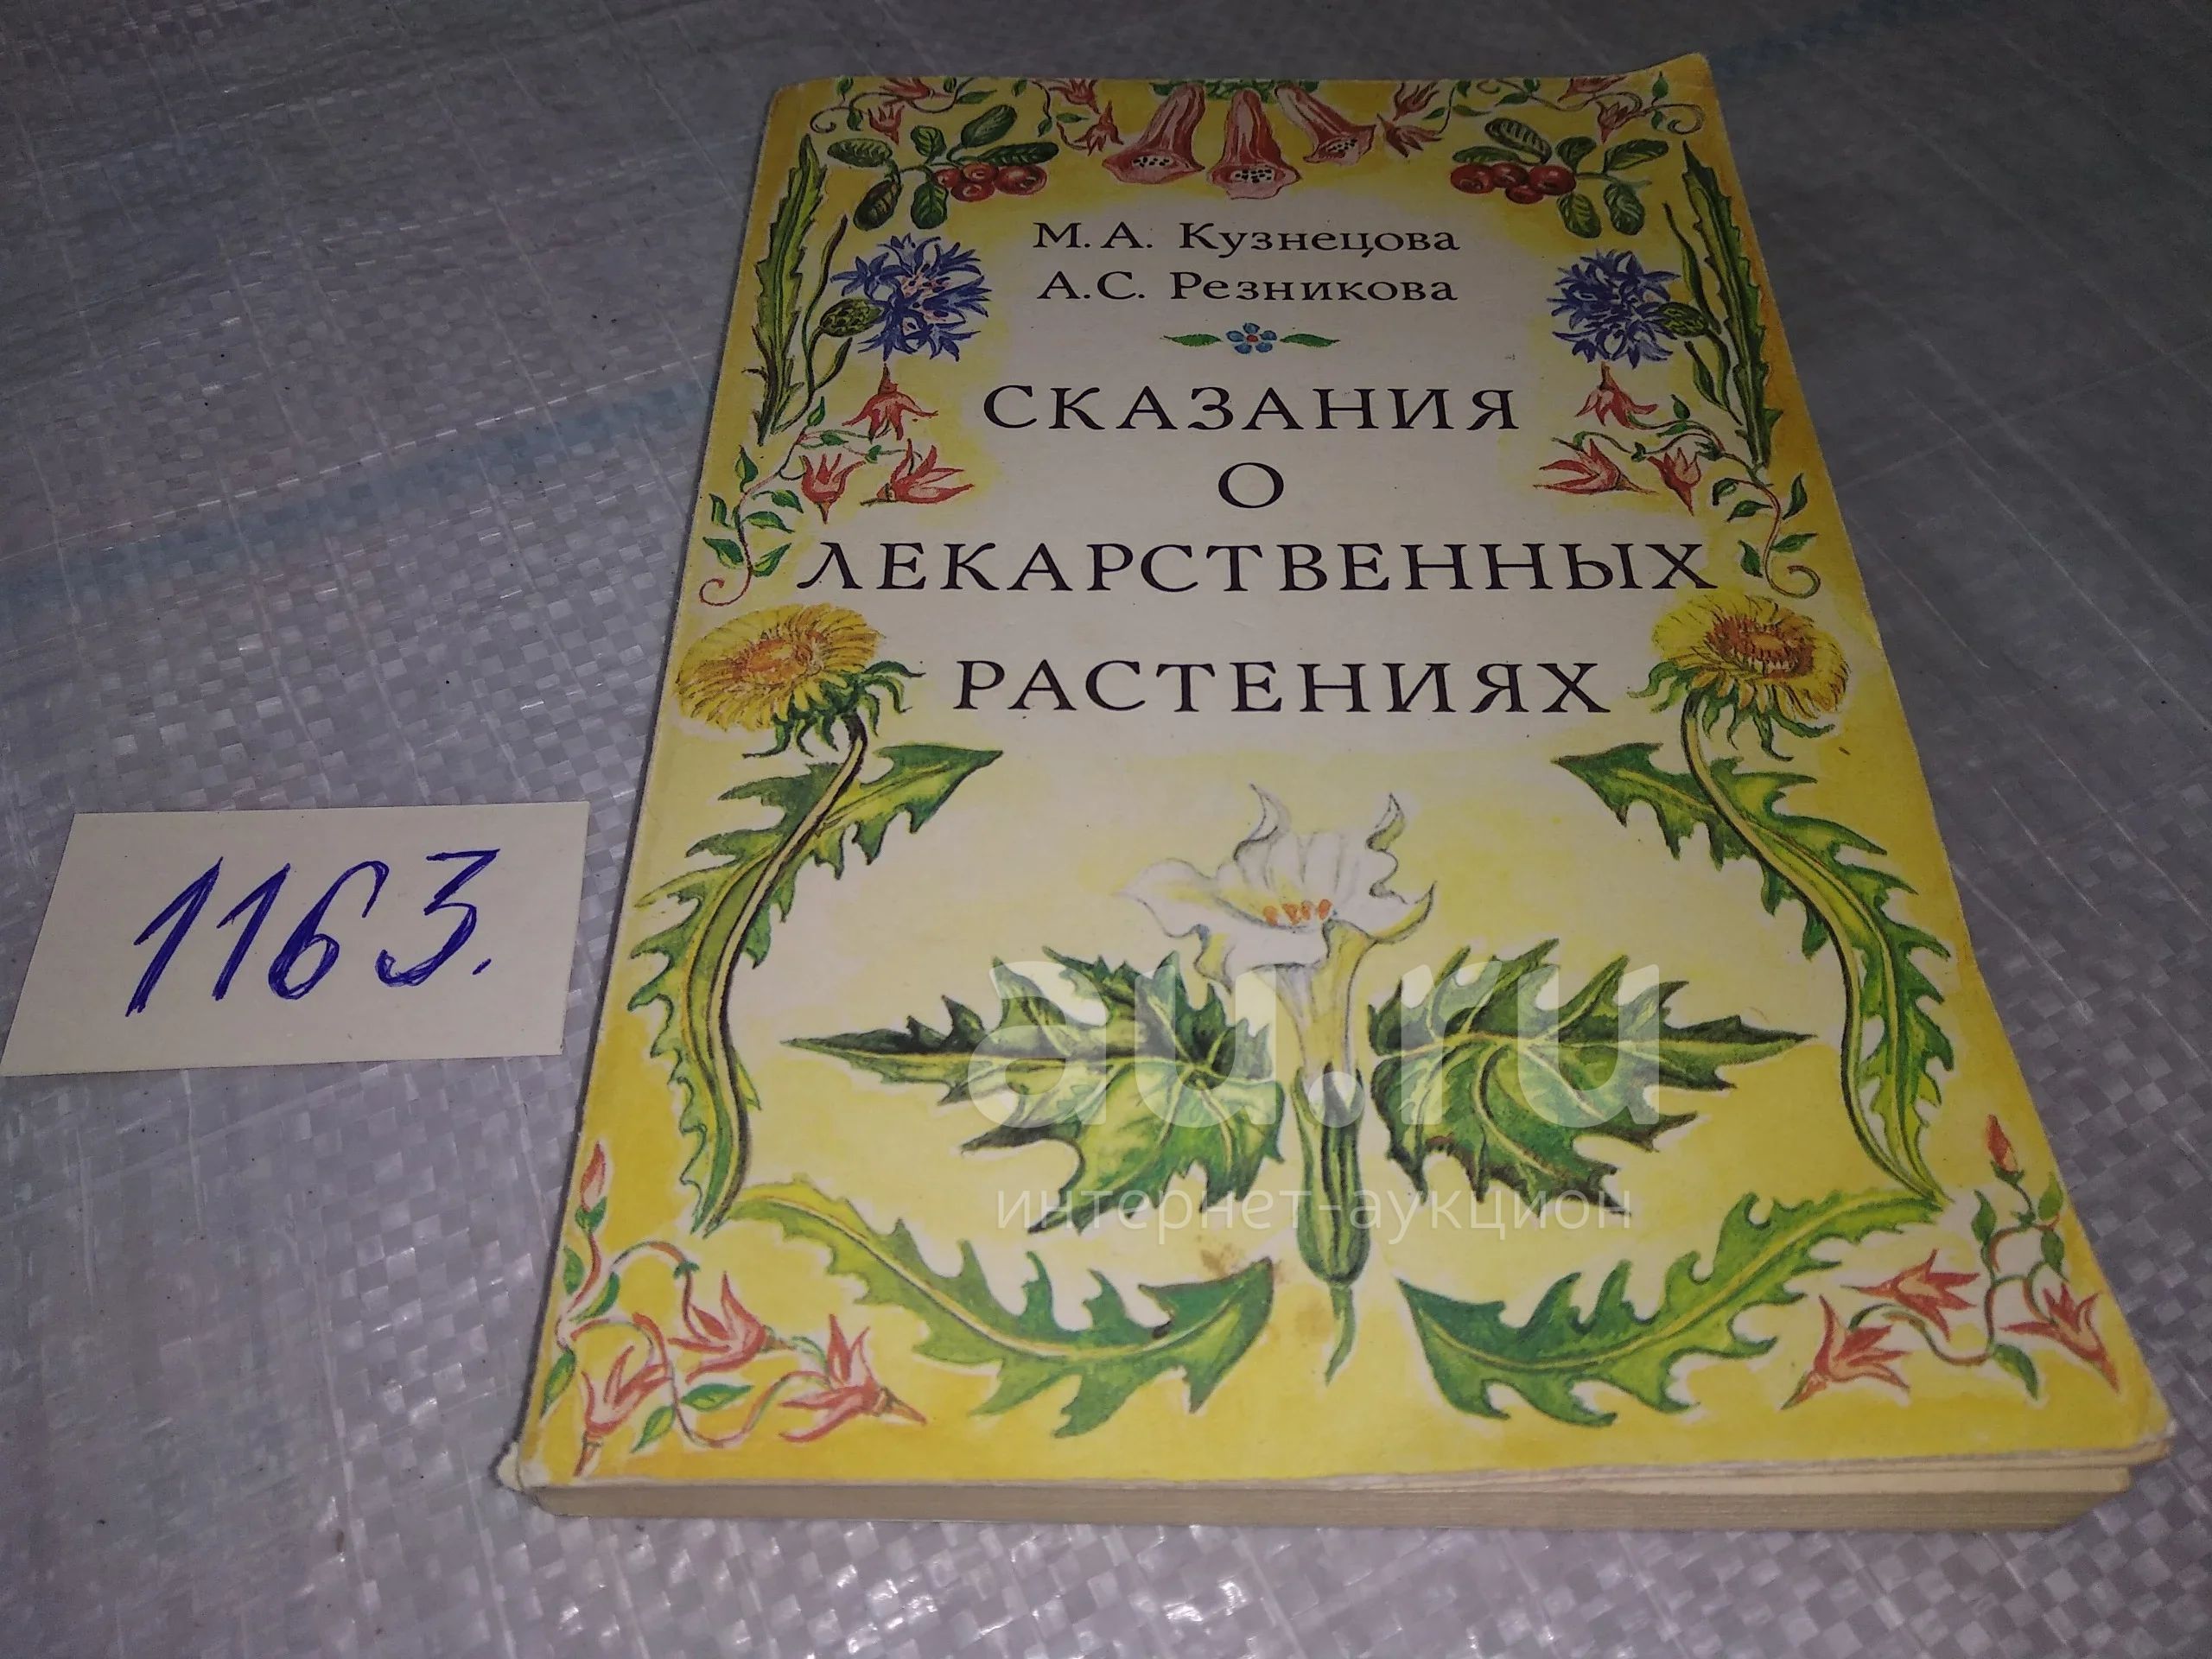 М. А. Кузнецова
А.С. Резникова
СКАЗАНИЯ
О
ЛЕКАРСТВЕННЫХ
РАСТЕНИЯХ
1163.
au.ru
интернет-аукцион